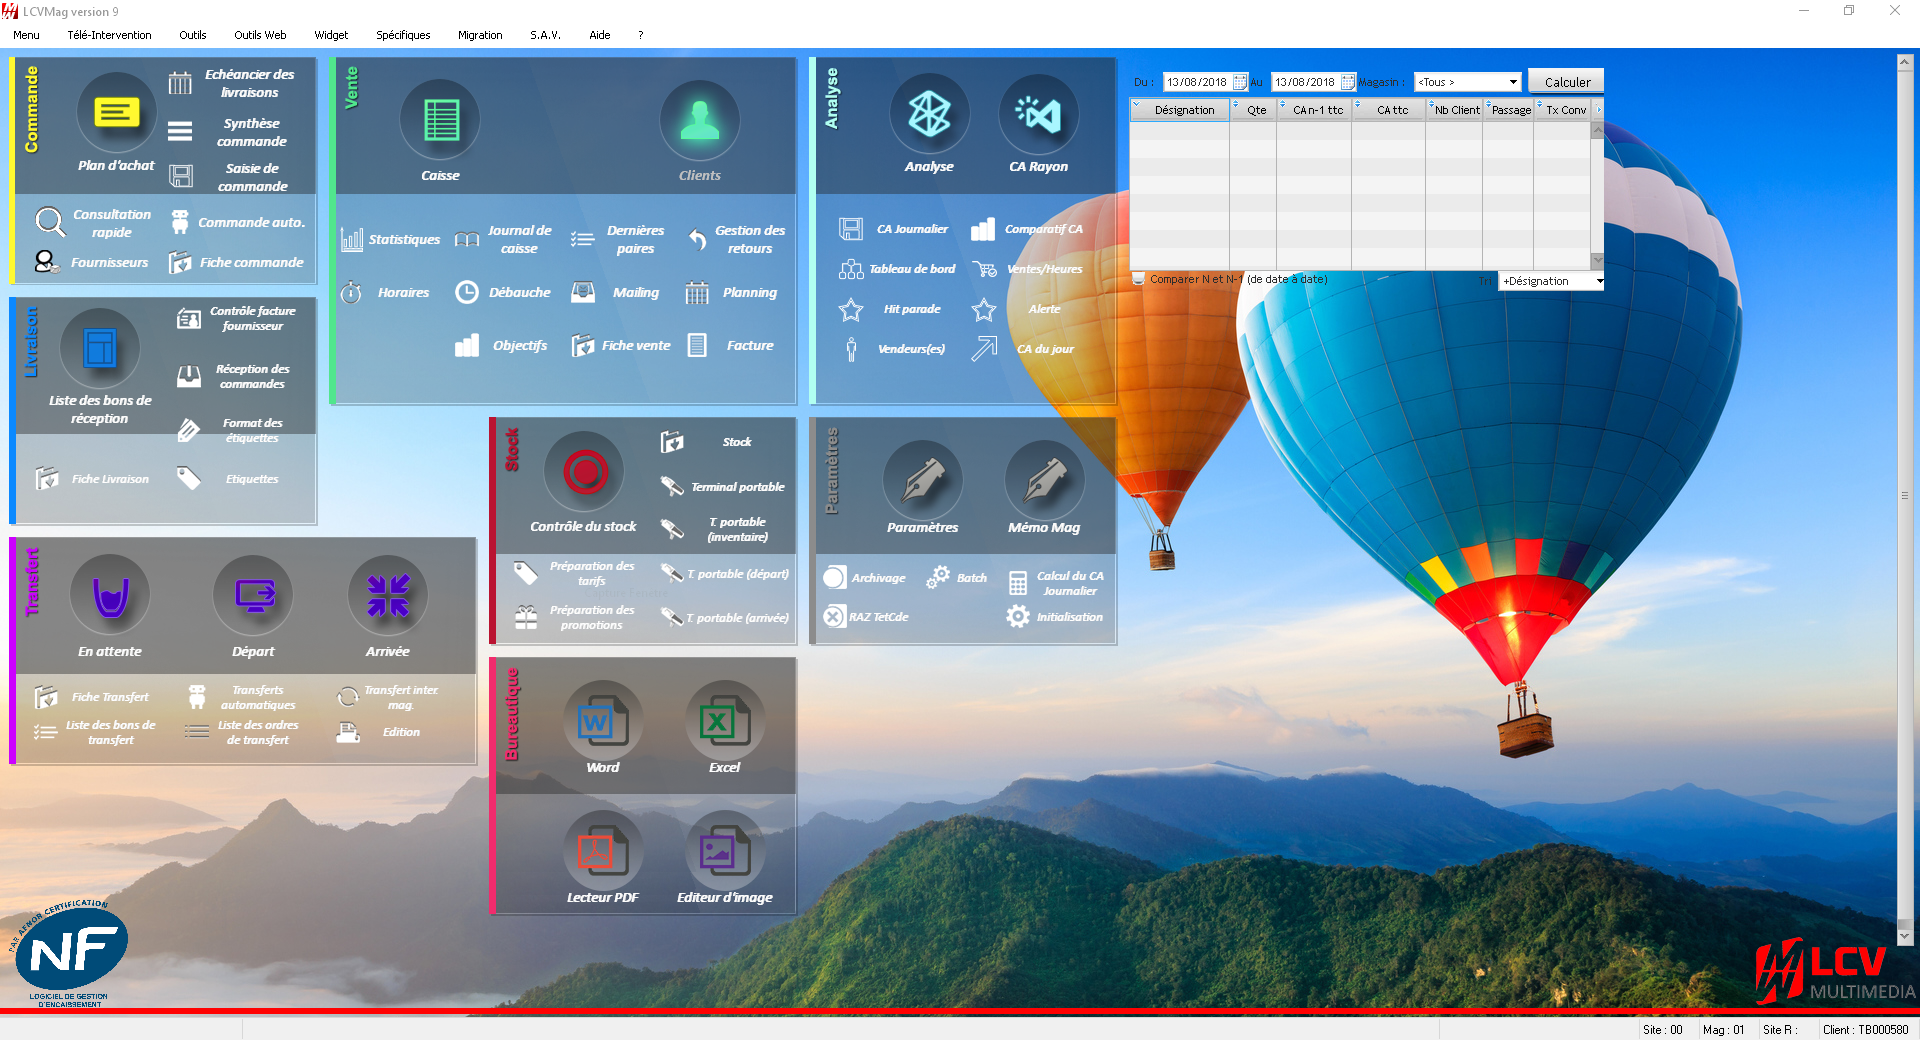 LCVMag version 9
Menu Télé-Intervention Outils Outils Web Widget Spécifiques Migration S.A.V. Aide ?
Commande
Plan d'achat
Echéancier des
livraisons
Synthèse
commande
Saisie de
commande
Consultation
rapide
Commande auto.
Fournisseurs
Fiche commande
Vente
Caisse
Clients
Statistiques
Journal de
caisse
Dernières
paires
Gestion des
retours
Horaires
Débauche
Mailing
Planning
Objectifs
Fiche vente
Facture
Analyse
Analyse
CA Rayon
CA Journalier
Comparatif CA
Tableau de bord
Ventes/Heures
Hit parade
Alerte
Vendeurs(es)
CA du jour
Du : 13/08/2018 Au 13/08/2018 Magasin : <Tous > Calculer
Désignation Qte CA n-1 ttc CA ttc Nb Client Passage Tx Conv
Comparer N et N-1 (de date à date)
Tri +Désignation
Livraison
Liste des bons de
réception
Contrôle facture
fournisseur
Réception des
commandes
Format des
étiquettes
Fiche Livraison
Etiquettes
Stock
Contrôle du stock
Stock
Terminal portable
T. portable
(inventaire)
Préparation des
tarifs
T. portable (départ)
Préparation des
promotions
T. portable (arrivée)
Paramètres
Paramètres
Mémo Mag
Archivage
Batch
Calcul du CA
Journalier
RAZ TetCde
Initialisation
Transfert
En attente
Départ
Arrivée
Fiche Transfert
Transferts
automatiques
Transfert inter.
mag.
Liste des bons de
transfert
Liste des ordres
de transfert
Edition
Bureautique
Word
Excel
Lecteur PDF
Editeur d'image
PAR AFNOR CERTIFICATION
NF
LOGICIEL DE GESTION
D'ENCAISSEMENT
LCV
MULTIMEDIA
Site : 00 Mag : 01 Site R : Client : TB000580